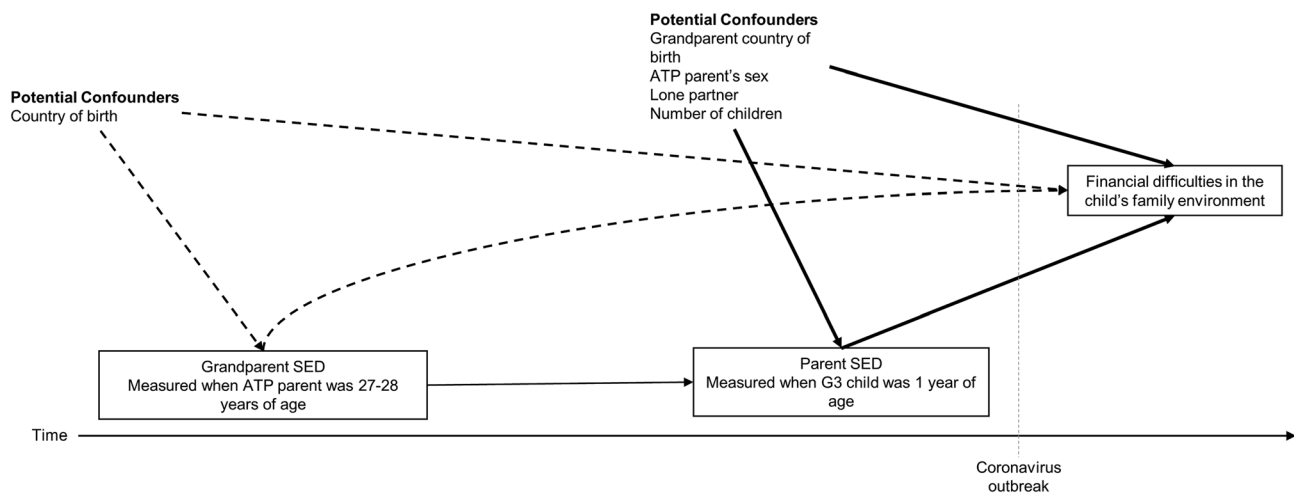 Potential Confounders
Grandparent country of
birth
ATP parent's sex
Lone partner
Number of children
Potential Confounders
Country of birth
Financial difficulties in the
child's family environment
Grandparent SED
Measured when ATP parent was 27-28
years of age
Parent SED
Measured when G3 child was 1 year of
age
Time
Coronavirus
outbreak